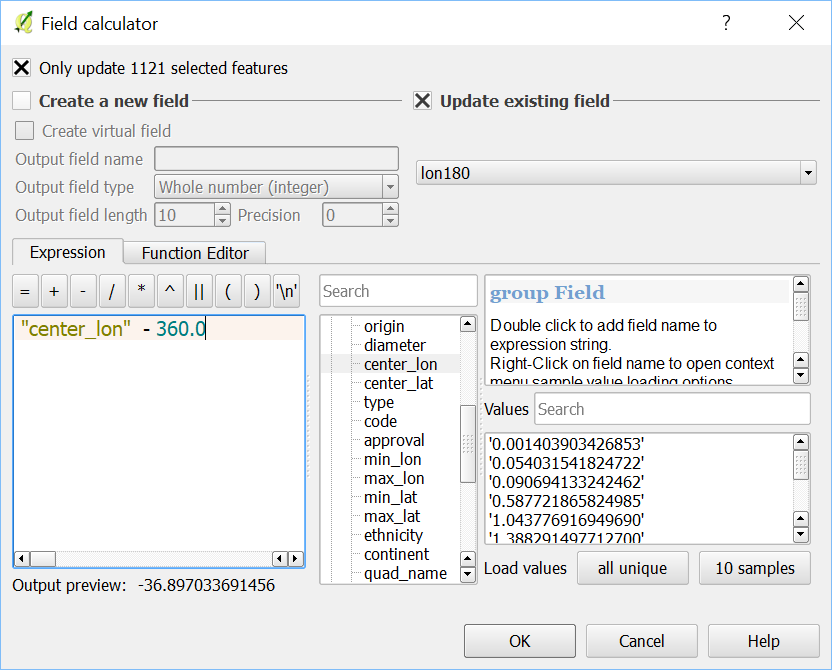 Field calculator
?
Only update 1121 selected features
Create a new field
Update existing field
Create virtual field
Output field name
Output field type Whole number (integer)
Output field length 10 Precision 0
lon180
Expression Function Editor
= + - / * ^ || ( ) '\n'
"center_lon" - 360.0
Output preview: -36.897033691456
Search
origin
diameter
center_lon
center_lat
type
code
approval
min_lon
max_lon
min_lat
max_lat
ethnicity
continent
quad_name
group Field
Double click to add field name to
expression string.
Right-Click on field name to open context
menu sample value loading options.
Values Search
'0.001403903426853'
'0.054031541824722'
'0.090694133242462'
'0.587721865824985'
'1.043776916949690'
'1.388291497712700'
Load values all unique 10 samples
OK Cancel Help